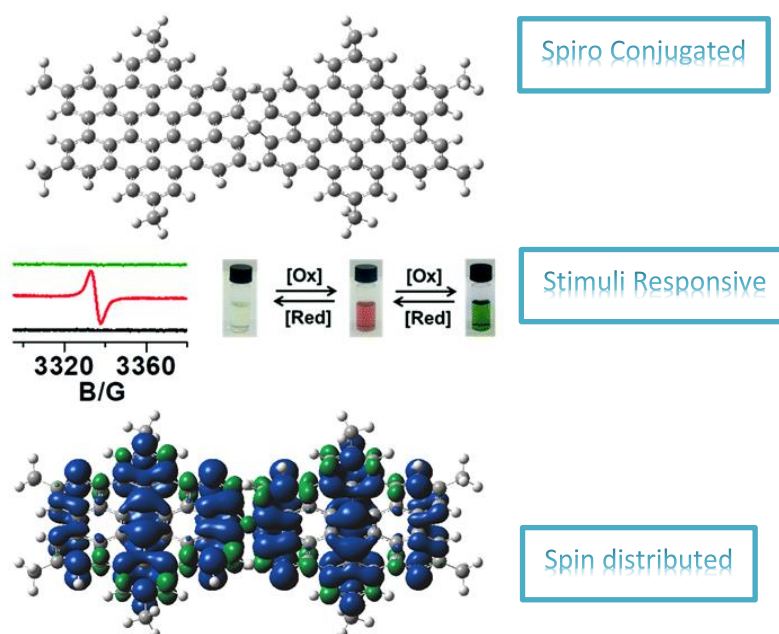 Spiro Conjugated
[Ox]
[Ox]
[Red]
[Red]
Stimuli Responsive
3320 3360
B/G
Spin distributed